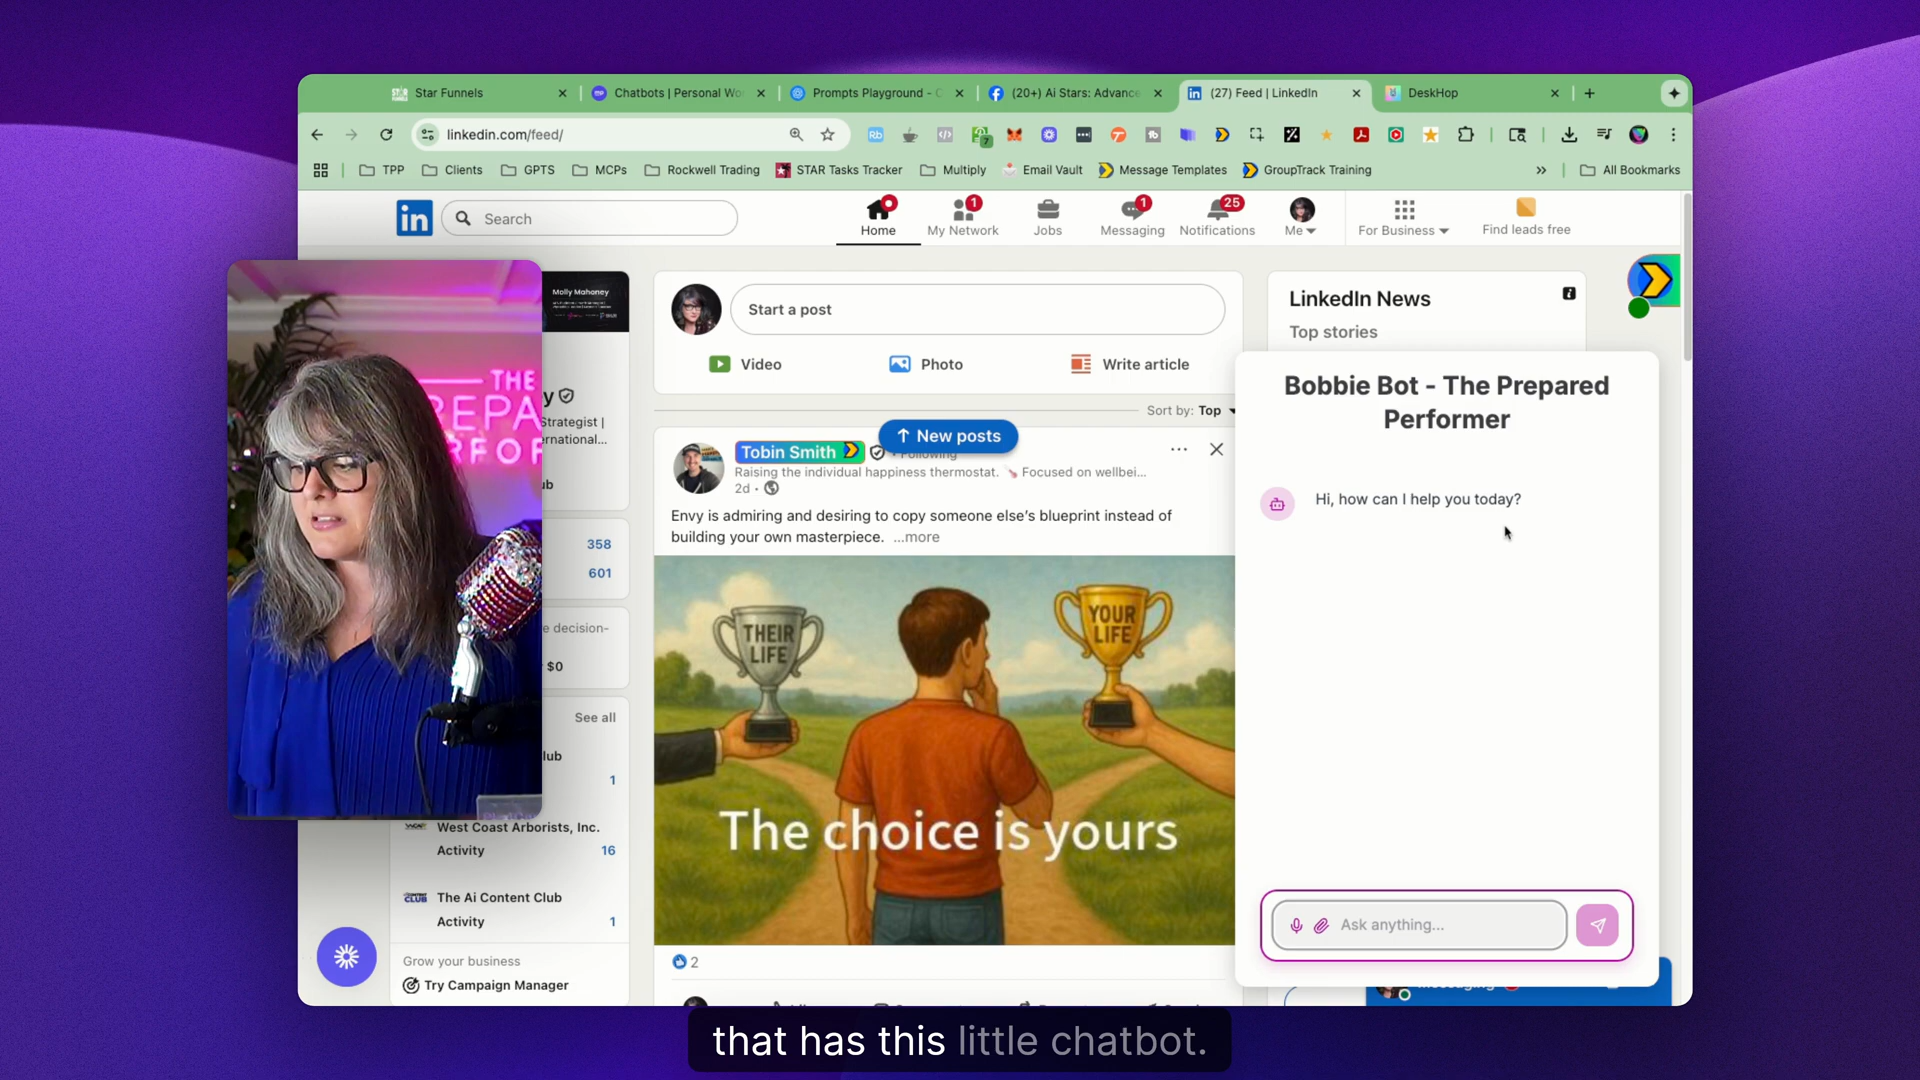 Star Funnels
Chatbots | Personal Wo
Prompts Playground - C
(20+) Ai Stars: Advance
(27) Feed | LinkedIn
DeskHop
linkedin.com/feed/
TPP
Clients
GPTS
MCPs
Rockwell Trading
STAR Tasks Tracker
Multiply
Email Vault
Message Templates
GroupTrack Training
All Bookmarks
in
Search
Home
1
My Network
Jobs
1
Messaging
25
Notifications
Me
For Business
Find leads free
Molly Mahoney
y
Strategist |
ernational...
ub
358
601
e decision-
$0
See all
lub
1
West Coast Arborists, Inc.
Activity
16
The Ai Content Club
Activity
1
Grow your business
Try Campaign Manager
THE
REPA
RFO
Start a post
Video
Photo
Write article
Sort by: Top
New posts
Tobin Smith
Following
Raising the individual happiness thermostat. Focused on wellbei...
2d
Envy is admiring and desiring to copy someone else's blueprint instead of
building your own masterpiece. ...more
THEIR
LIFE
YOUR
LIFE
The choice is yours
2
LinkedIn News
Top stories
Bobbie Bot - The Prepared
Performer
Hi, how can I help you today?
Ask anything...
that has this little chatbot.